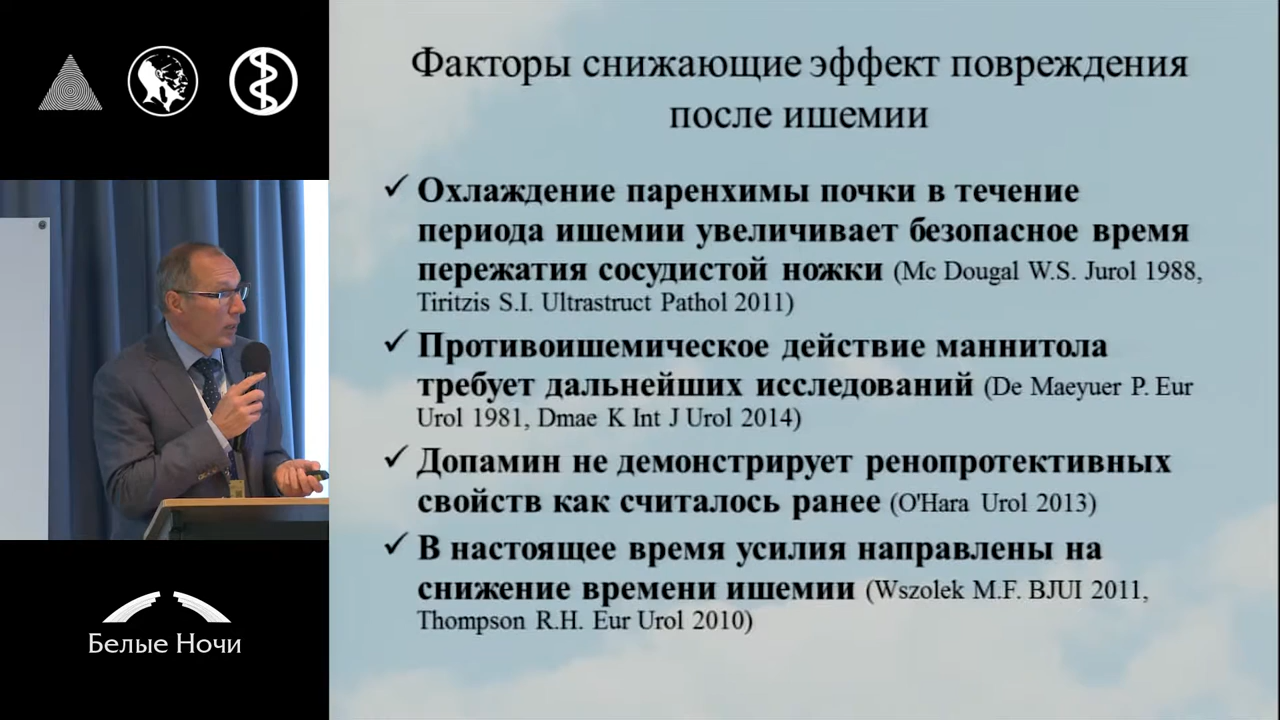 Факторы снижающие эффект повреждения
после ишемии
✓ Охлаждение паренхимы почки в течение
периода ишемии увеличивает безопасное время
пережатия сосудистой ножки (Mc Dougal W.S. Jurol 1988,
Tiritzis S.I. Ultrastruct Pathol 2011)
✓ Противоишемическое действие маннитола
требует дальнейших исследований (De Maeyuer P. Eur
Urol 1981, Dmae K Int J Urol 2014)
✓ Допамин не демонстрирует ренопротективных
свойств как считалось ранее (O'Hara Urol 2013)
✓ В настоящее время усилия направлены на
снижение времени ишемии (Wszolek M.F. BJUI 2011,
Thompson R.H. Eur Urol 2010)
Белые Ночи